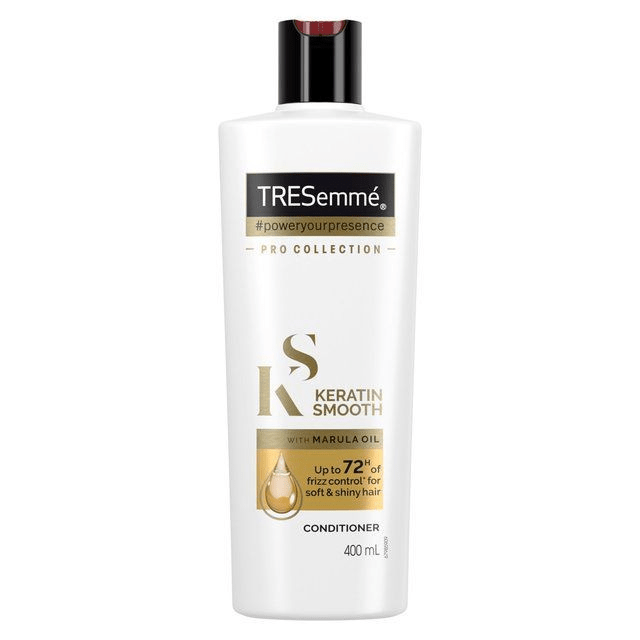 TRESemmé®
#poweryourpresence
PRO COLLECTION
KS
KERATIN
SMOOTH
WITH MARULA OIL
Up to 72H of
frizz control* for
soft & shiny hair
CONDITIONER
400 mL